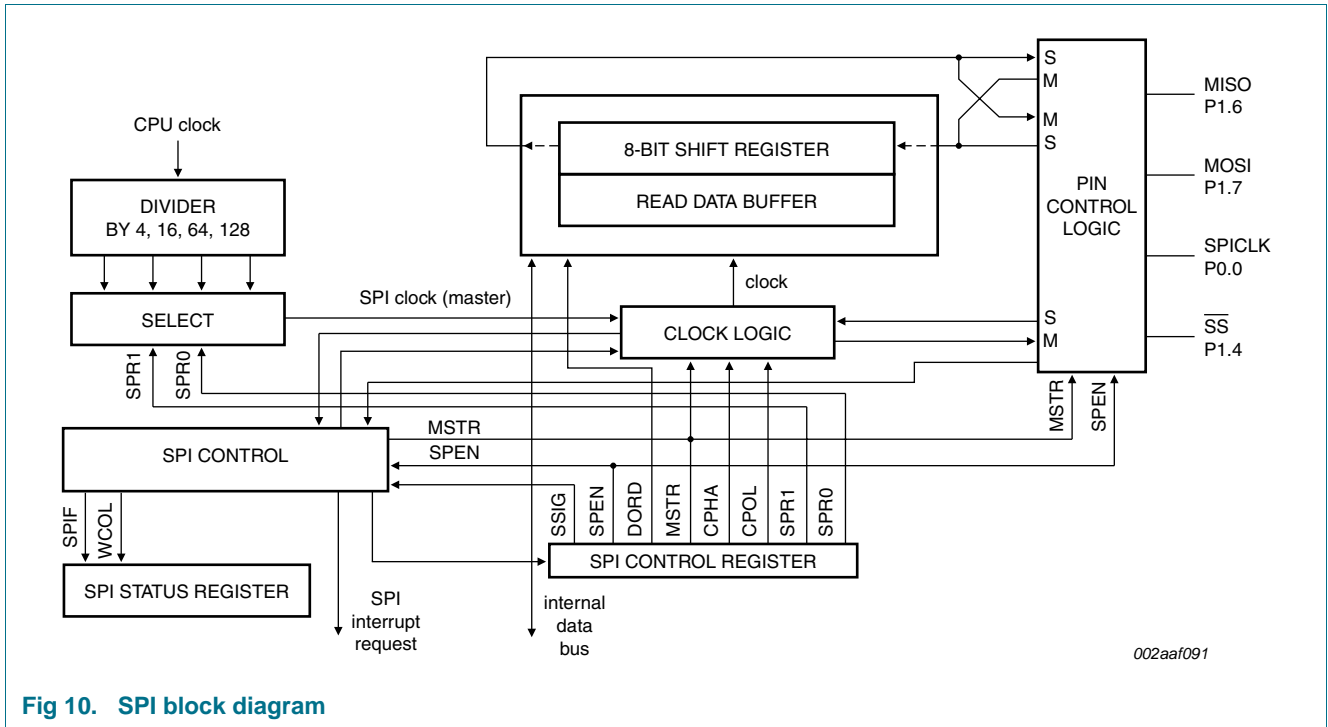 CPU clock
DIVIDER
BY 4, 16, 64, 128
SELECT
SPR1
SPR0
SPI clock (master)
8-BIT SHIFT REGISTER
READ DATA BUFFER
clock
CLOCK LOGIC
S
M
M
S
PIN
CONTROL
LOGIC
S
M
MISO
P1.6
MOSI
P1.7
SPICLK
P0.0
SS
P1.4
MSTR
SPEN
SPI CONTROL
MSTR
SPEN
SPIF
WCOL
SPI STATUS REGISTER
SPI
interrupt
request
SSIG
SPEN
DORD
MSTR
CPHA
CPOL
SPR1
SPR0
SPI CONTROL REGISTER
internal
data
bus
002aaf091
Fig 10. SPI block diagram